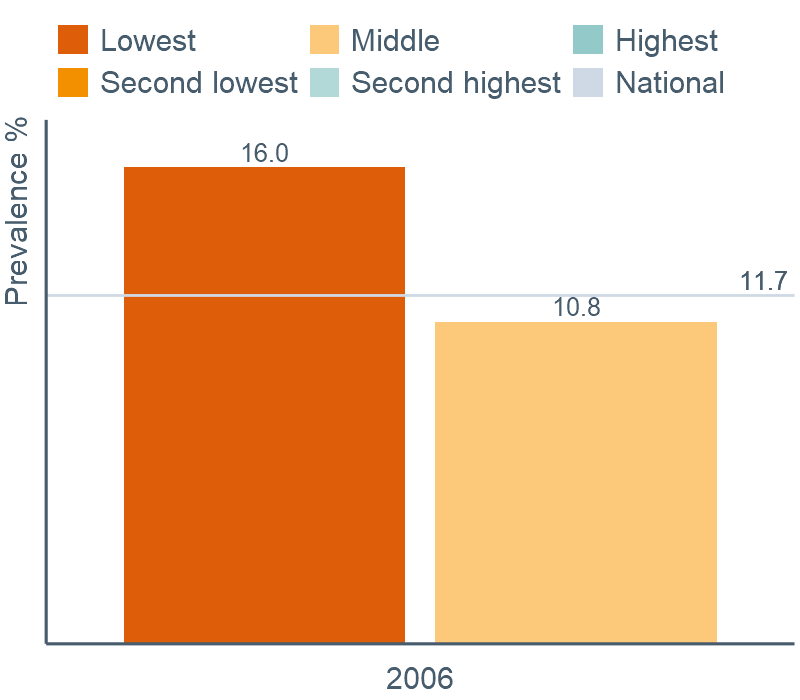 Lowest Middle Highest
Second lowest Second highest National
Prevalence %
16.0
11.7
10.8
2006